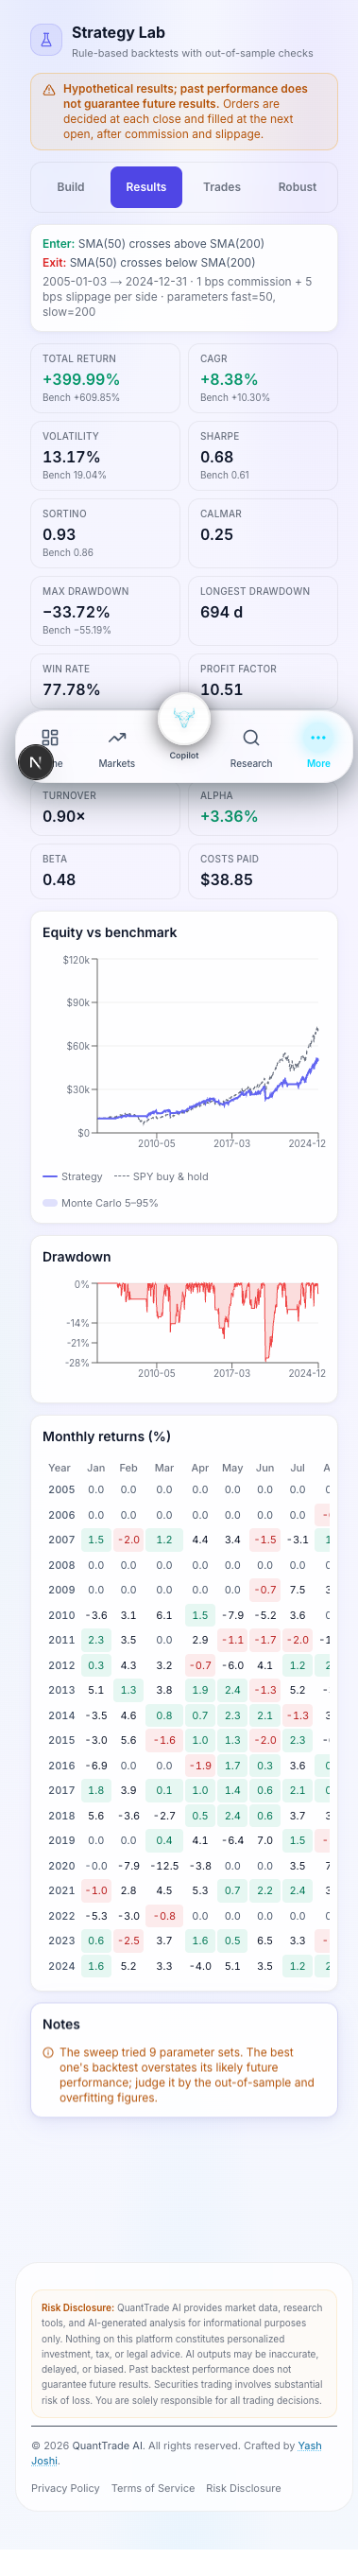 Strategy Lab
Rule-based backtests with out-of-sample checks
Hypothetical results; past performance does
not guarantee future results. Orders are
decided at each close and filled at the next
open, after commission and slippage.
Build Results Trades Robust
Enter: SMA(50) crosses above SMA(200)
Exit: SMA(50) crosses below SMA(200)
2005-01-03 → 2024-12-31 · 1 bps commission + 5
bps slippage per side · parameters fast=50,
slow=200
TOTAL RETURN CAGR
+399.99% +8.38%
Bench +609.85% Bench +10.30%
VOLATILITY SHARPE
13.17% 0.68
Bench 19.04% Bench 0.61
SORTINO CALMAR
0.93 0.25
Bench 0.86
MAX DRAWDOWN LONGEST DRAWDOWN
−33.72% 694 d
Bench −55.19%
WIN RATE PROFIT FACTOR
77.78% 10.51
N Markets Copilot Research More
TURNOVER ALPHA
0.90× +3.36%
BETA COSTS PAID
0.48 $38.85
Equity vs benchmark
$120k
$90k
$60k
$30k
$0
2010-05 2017-03 2024-12
Strategy SPY buy & hold
Monte Carlo 5–95%
Drawdown
0%
-14%
-21%
-28%
2010-05 2017-03 2024-12
Monthly returns (%)
Year Jan Feb Mar Apr May Jun Jul
2005 0.0 0.0 0.0 0.0 0.0 0.0 0.0
2006 0.0 0.0 0.0 0.0 0.0 0.0 0.0
2007 1.5 -2.0 1.2 4.4 3.4 -1.5 -3.1
2008 0.0 0.0 0.0 0.0 0.0 0.0 0.0
2009 0.0 0.0 0.0 0.0 0.0 -0.7 7.5
2010 -3.6 3.1 6.1 1.5 -7.9 -5.2 3.6
2011 2.3 3.5 0.0 2.9 -1.1 -1.7 -2.0
2012 0.3 4.3 3.2 -0.7 -6.0 4.1 1.2
2013 5.1 1.3 3.8 1.9 2.4 -1.3 5.2
2014 -3.5 4.6 0.8 0.7 2.3 2.1 -1.3
2015 -3.0 5.6 -1.6 1.0 1.3 -2.0 2.3
2016 -6.9 0.0 0.0 -1.9 1.7 0.3 3.6
2017 1.8 3.9 0.1 1.0 1.4 0.6 2.1
2018 5.6 -3.6 -2.7 0.5 2.4 0.6 3.7
2019 0.0 0.0 0.4 4.1 -6.4 7.0 1.5
2020 -0.0 -7.9 -12.5 -3.8 0.0 0.0 3.5
2021 -1.0 2.8 4.5 5.3 0.7 2.2 2.4
2022 -5.3 -3.0 -0.8 0.0 0.0 0.0 0.0
2023 0.6 -2.5 3.7 1.6 0.5 6.5 3.3
2024 1.6 5.2 3.3 -4.0 5.1 3.5 1.2
Notes
The sweep tried 9 parameter sets. The best
one's backtest overstates its likely future
performance; judge it by the out-of-sample and
overfitting figures.
Risk Disclosure: QuantTrade AI provides market data, research
tools, and AI-generated analysis for informational purposes
only. Nothing on this platform constitutes personalized
investment, tax, or legal advice. AI outputs may be inaccurate,
delayed, or biased. Past backtest performance does not
guarantee future results. Securities trading involves substantial
risk of loss. You are solely responsible for all trading decisions.
© 2026 QuantTrade AI. All rights reserved. Crafted by Yash
Joshi.
Privacy Policy Terms of Service Risk Disclosure